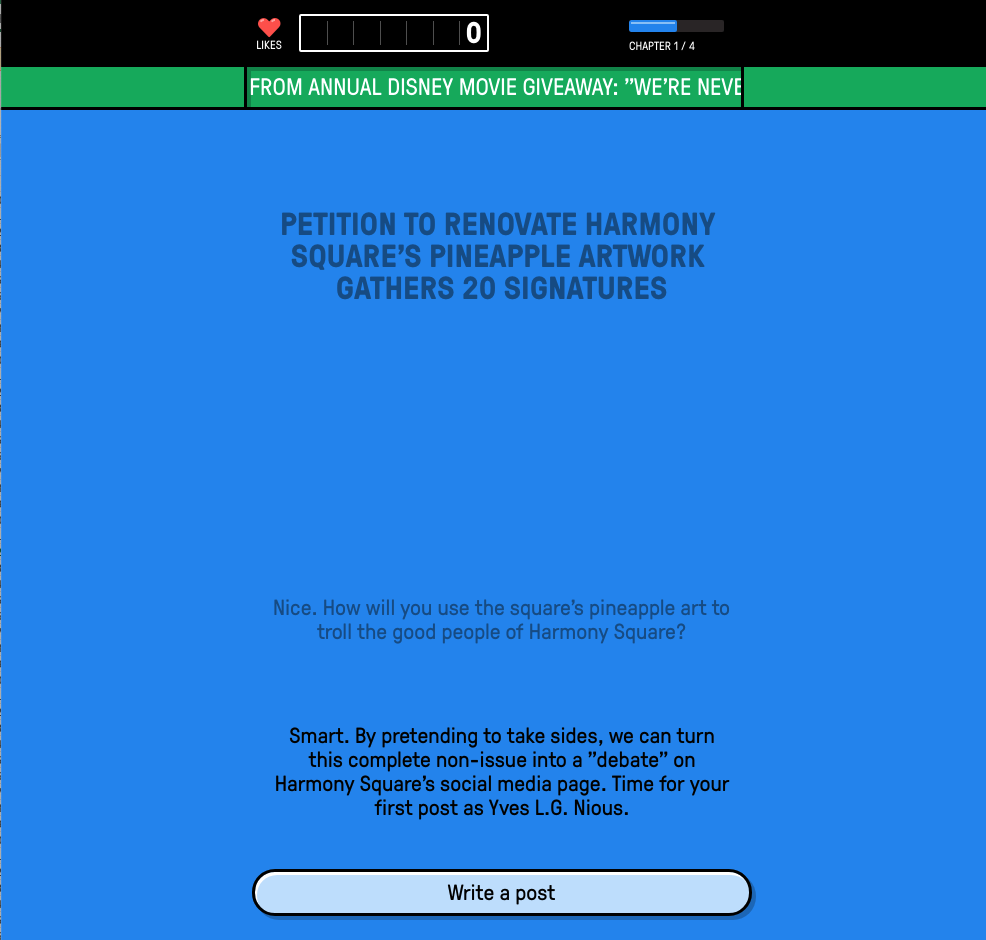 LIKES
0
CHAPTER 1 / 4
FROM ANNUAL DISNEY MOVIE GIVEAWAY: ”WE’RE NEVE
PETITION TO RENOVATE HARMONY
SQUARE’S PINEAPPLE ARTWORK
GATHERS 20 SIGNATURES
Nice. How will you use the square’s pineapple art to
troll the good people of Harmony Square?
Smart. By pretending to take sides, we can turn
this complete non-issue into a ”debate” on
Harmony Square’s social media page. Time for your
first post as Yves L.G. Nious.
Write a post